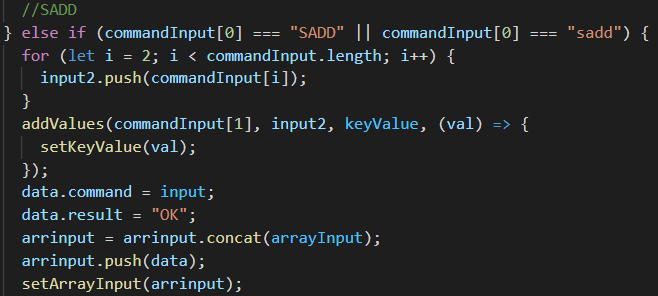 //SADD
} else if (commandInput[0] === "SADD" || commandInput[0] === "sadd") {
for (let i = 2; i < commandInput.length; i++) {
input2.push(commandInput[i]);
}
addValues(commandInput[1], input2, keyValue, (val) => {
setKeyValue(val);
});
data.command = input;
data.result = "OK";
arrinput = arrinput.concat(arrayInput);
arrinput.push(data);
setArrayInput(arrinput);